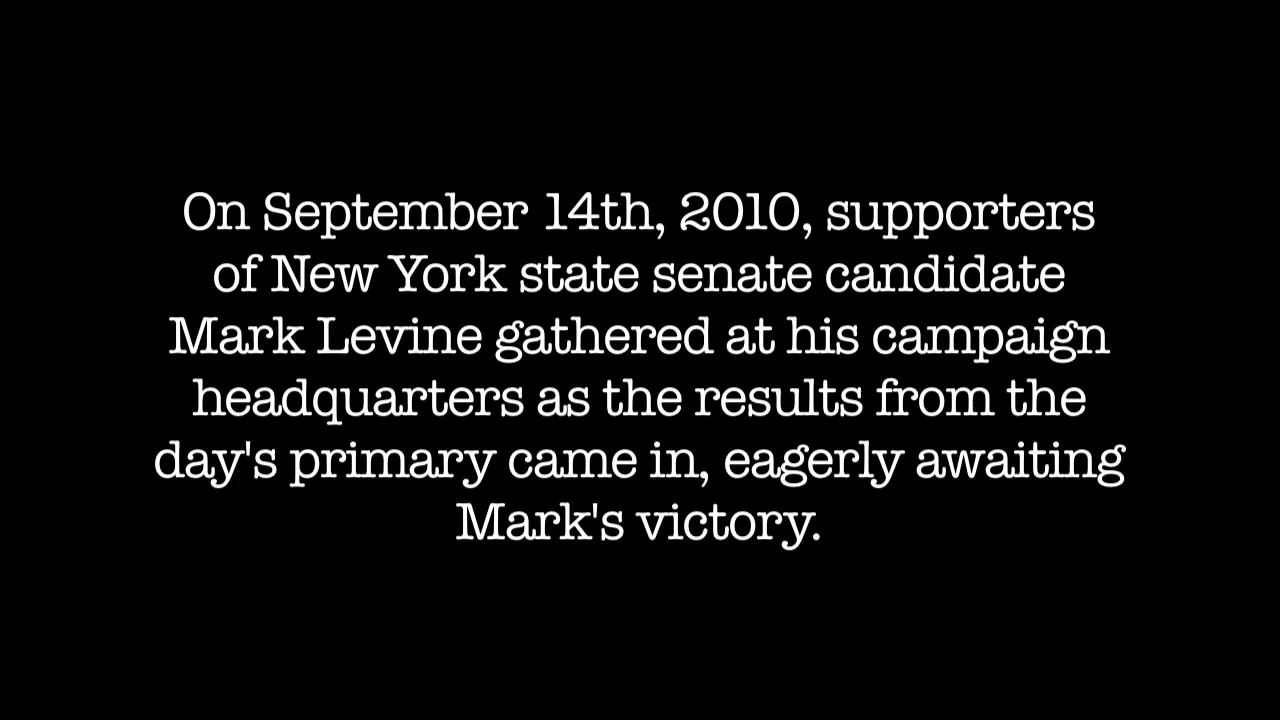 On September 14th, 2010, supporters
of New York state senate candidate
Mark Levine gathered at his campaign
headquarters as the results from the
day's primary came in, eagerly awaiting
Mark's victory.